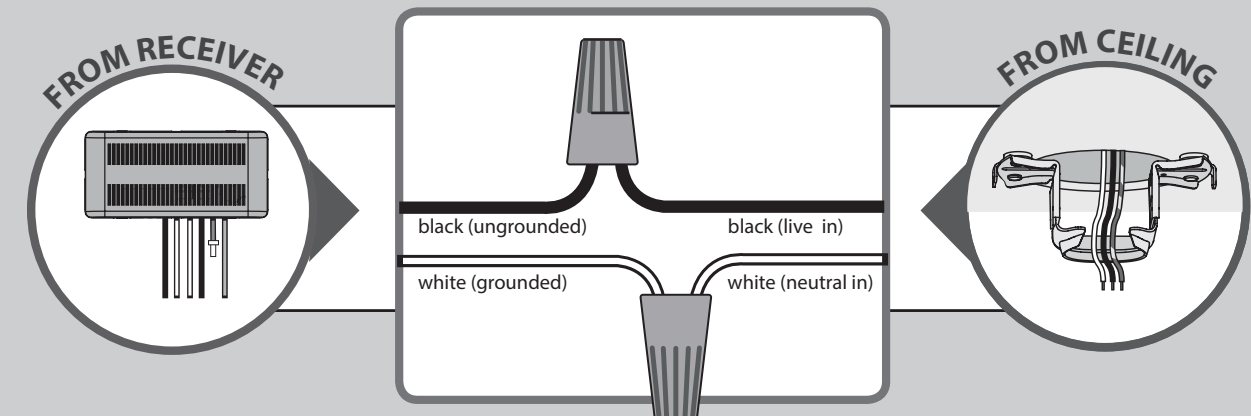 FROM RECEIVER
FROM CEILING
black (ungrounded)
black (live in)
white (grounded)
white (neutral in)